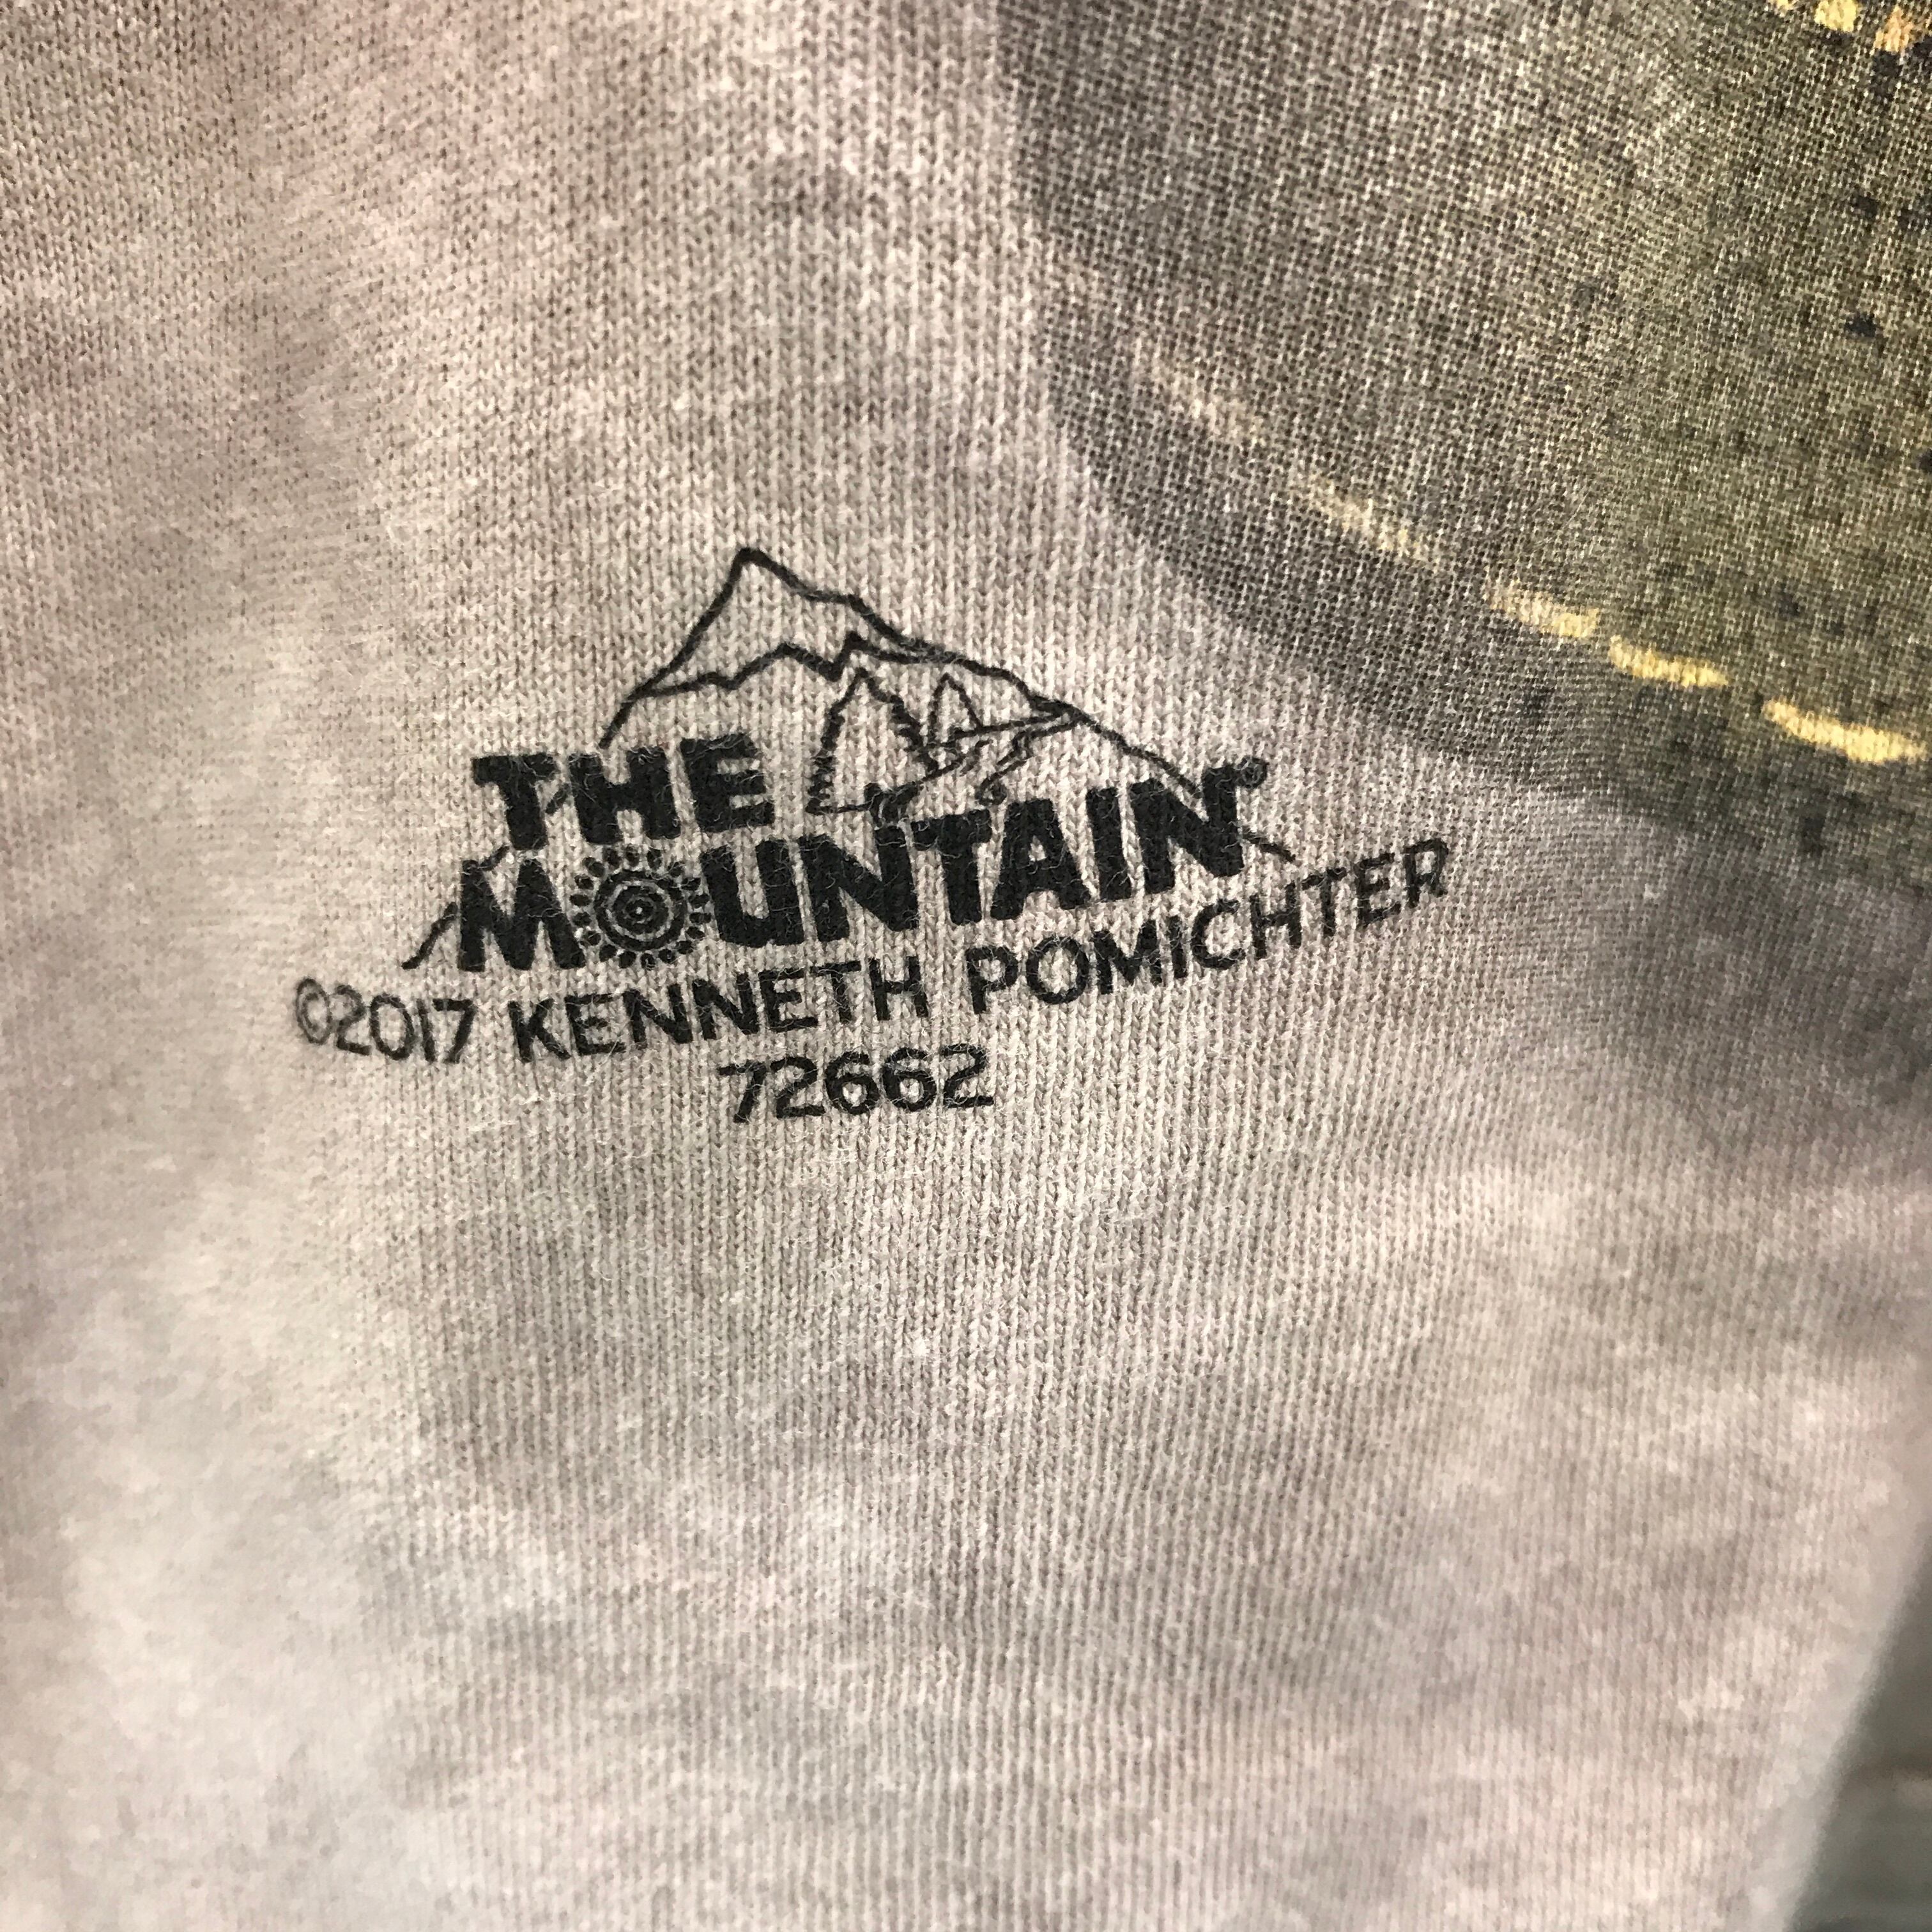 THE
MOUNTAIN®
©2017 KENNETH POMICHTER
72662